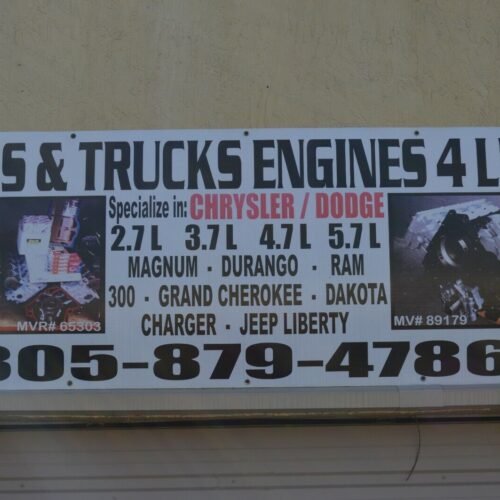 S & TRUCKS ENGINES 4 L
Specialize in: CHRYSLER / DODGE
2.7L 3.7L 4.7L 5.7L
MAGNUM - DURANGO - RAM
300 - GRAND CHEROKEE - DAKOTA
CHARGER - JEEP LIBERTY
MVR# 65303
MV# 89179
305-879-4786